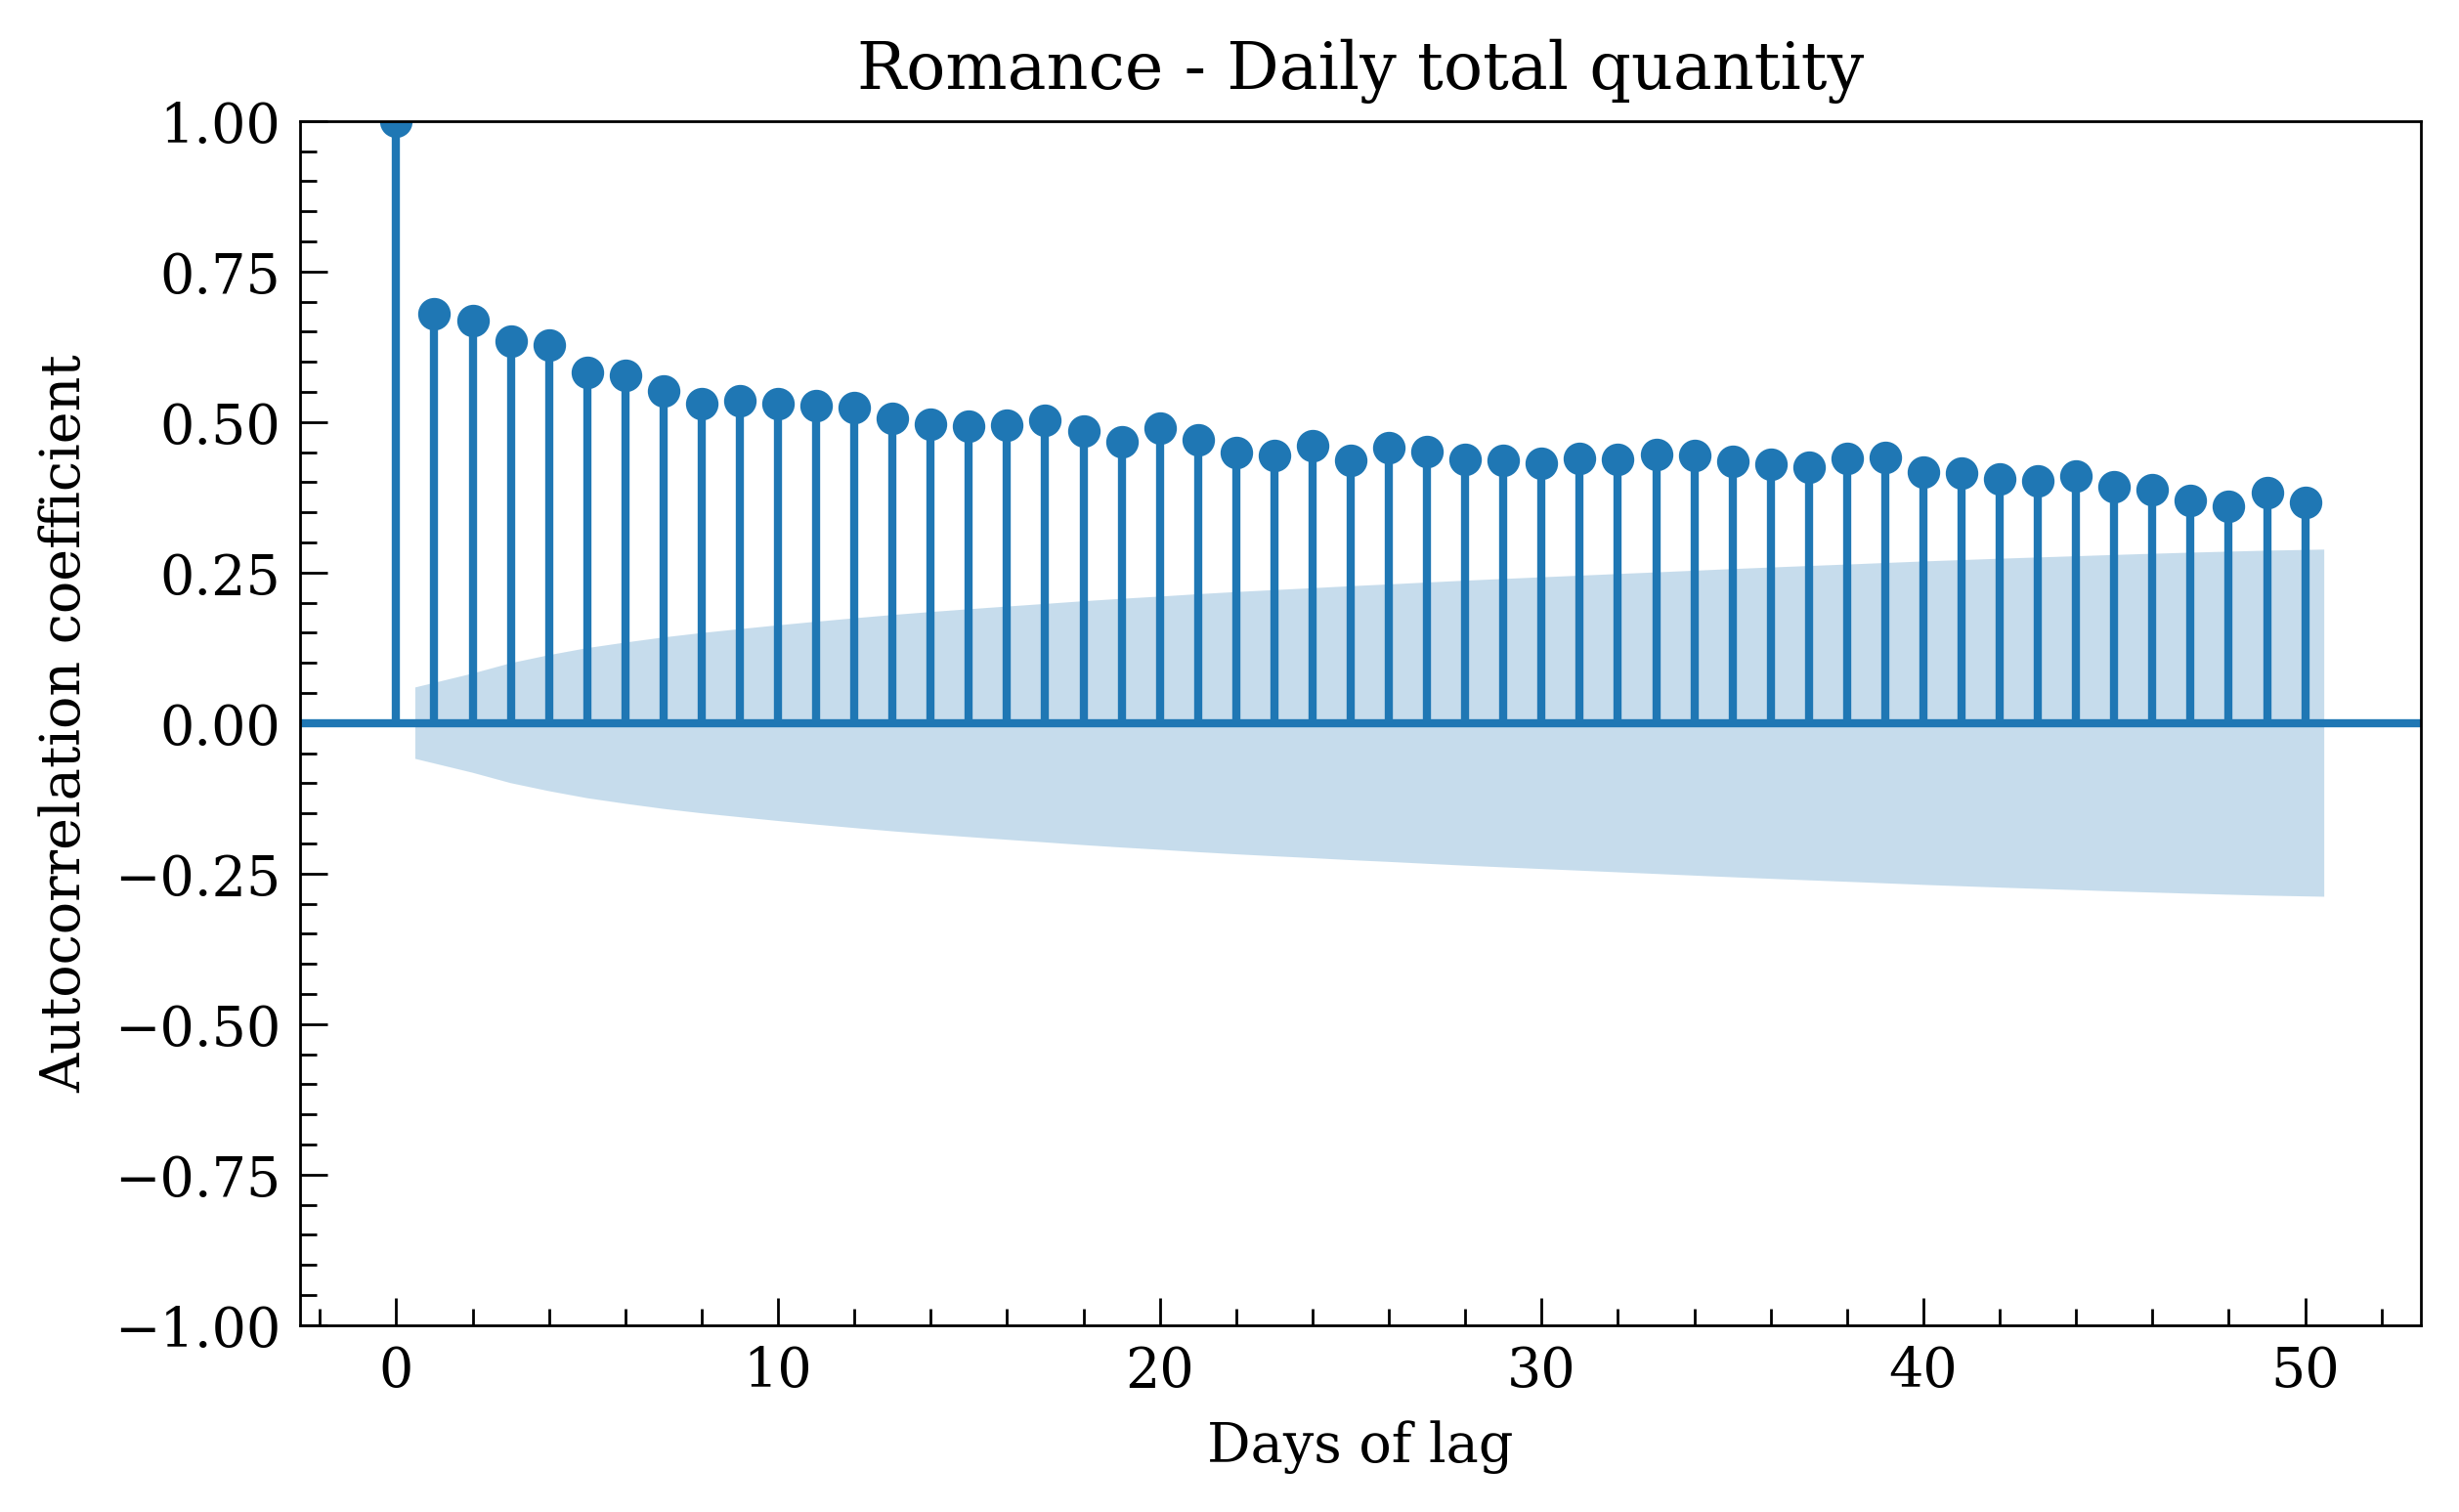 Romance - Daily total quantity
1.00
0.75
0.50
0.25
0.00
−0.25
−0.50
−0.75
−1.00
Autocorrelation coefficient
0 10 20 30 40 50
Days of lag